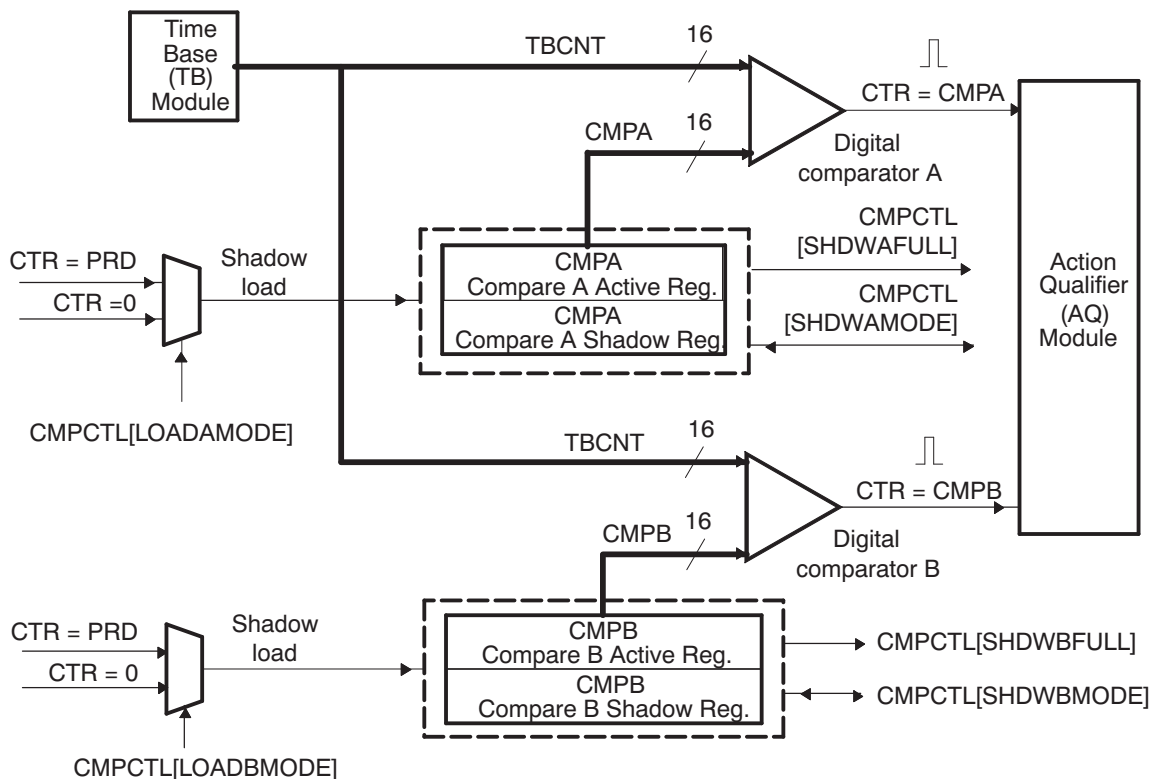 Time
Base
(TB)
Module
TBCNT
16
CTR = CMPA
CMPA
16
Digital
comparator A
CMPCTL
[SHDWAFULL]
CMPCTL
[SHDWAMODE]
Action
Qualifier
(AQ)
Module
CTR = PRD
CTR =0
Shadow
load
CMPA
Compare A Active Reg.
CMPA
Compare A Shadow Reg.
CMPCTL[LOADAMODE]
TBCNT
16
CTR = CMPB
CMPB
16
Digital
comparator B
CTR = PRD
CTR = 0
Shadow
load
CMPB
Compare B Active Reg.
CMPB
Compare B Shadow Reg.
CMPCTL[SHDWBFULL]
CMPCTL[SHDWBMODE]
CMPCTL[LOADBMODE]